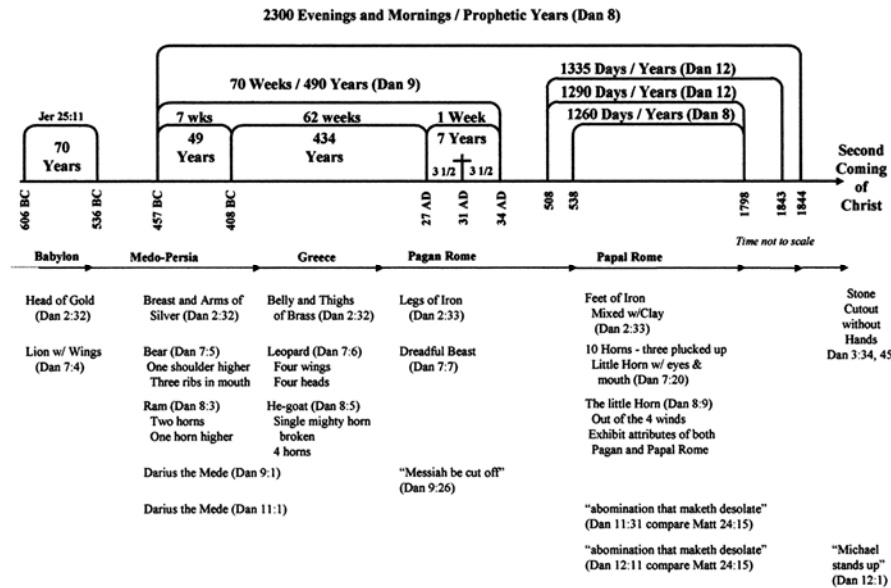 2300 Evenings and Mornings / Prophetic Years (Dan 8)
1335 Days / Years (Dan 12)
70 Weeks / 490 Years (Dan 9)
1290 Days / Years (Dan 12)
Jer 25:11
7 wks
62 weeks
1 Week
1260 Days / Years (Dan 8)
70
Years
49
Years
434
Years
7 Years
3 1/2
3 1/2
Second
Coming
of
Christ
606 BC
536 BC
457 BC
408 BC
27 AD
31 AD
34 AD
508
538
1798
1843
1844
Time not to scale
Babylon
Medo-Persia
Greece
Pagan Rome
Papal Rome
Head of Gold
(Dan 2:32)
Lion w/ Wings
(Dan 7:4)
Breast and Arms of
Silver (Dan 2:32)
Bear (Dan 7:5)
One shoulder higher
Three ribs in mouth
Ram (Dan 8:3)
Two horns
One horn higher
Darius the Mede (Dan 9:1)
Darius the Mede (Dan 11:1)
Belly and Thighs
of Brass (Dan 2:32)
Leopard (Dan 7:6)
Four wings
Four heads
He-goat (Dan 8:5)
Single mighty horn
broken
4 horns
Legs of Iron
(Dan 2:33)
Dreadful Beast
(Dan 7:7)
"Messiah be cut off"
(Dan 9:26)
Feet of Iron
Mixed w/Clay
(Dan 2:33)
10 Horns - three plucked up
Little Horn w/ eyes &
mouth (Dan 7:20)
The little Horn (Dan 8:9)
Out of the 4 winds
Exhibit attributes of both
Pagan and Papal Rome
"abomination that maketh desolate"
(Dan 11:31 compare Matt 24:15)
"abomination that maketh desolate"
(Dan 12:11 compare Matt 24:15)
Stone
Cutout
without
Hands
Dan 3:34, 45
"Michael
stands up"
(Dan 12:1)